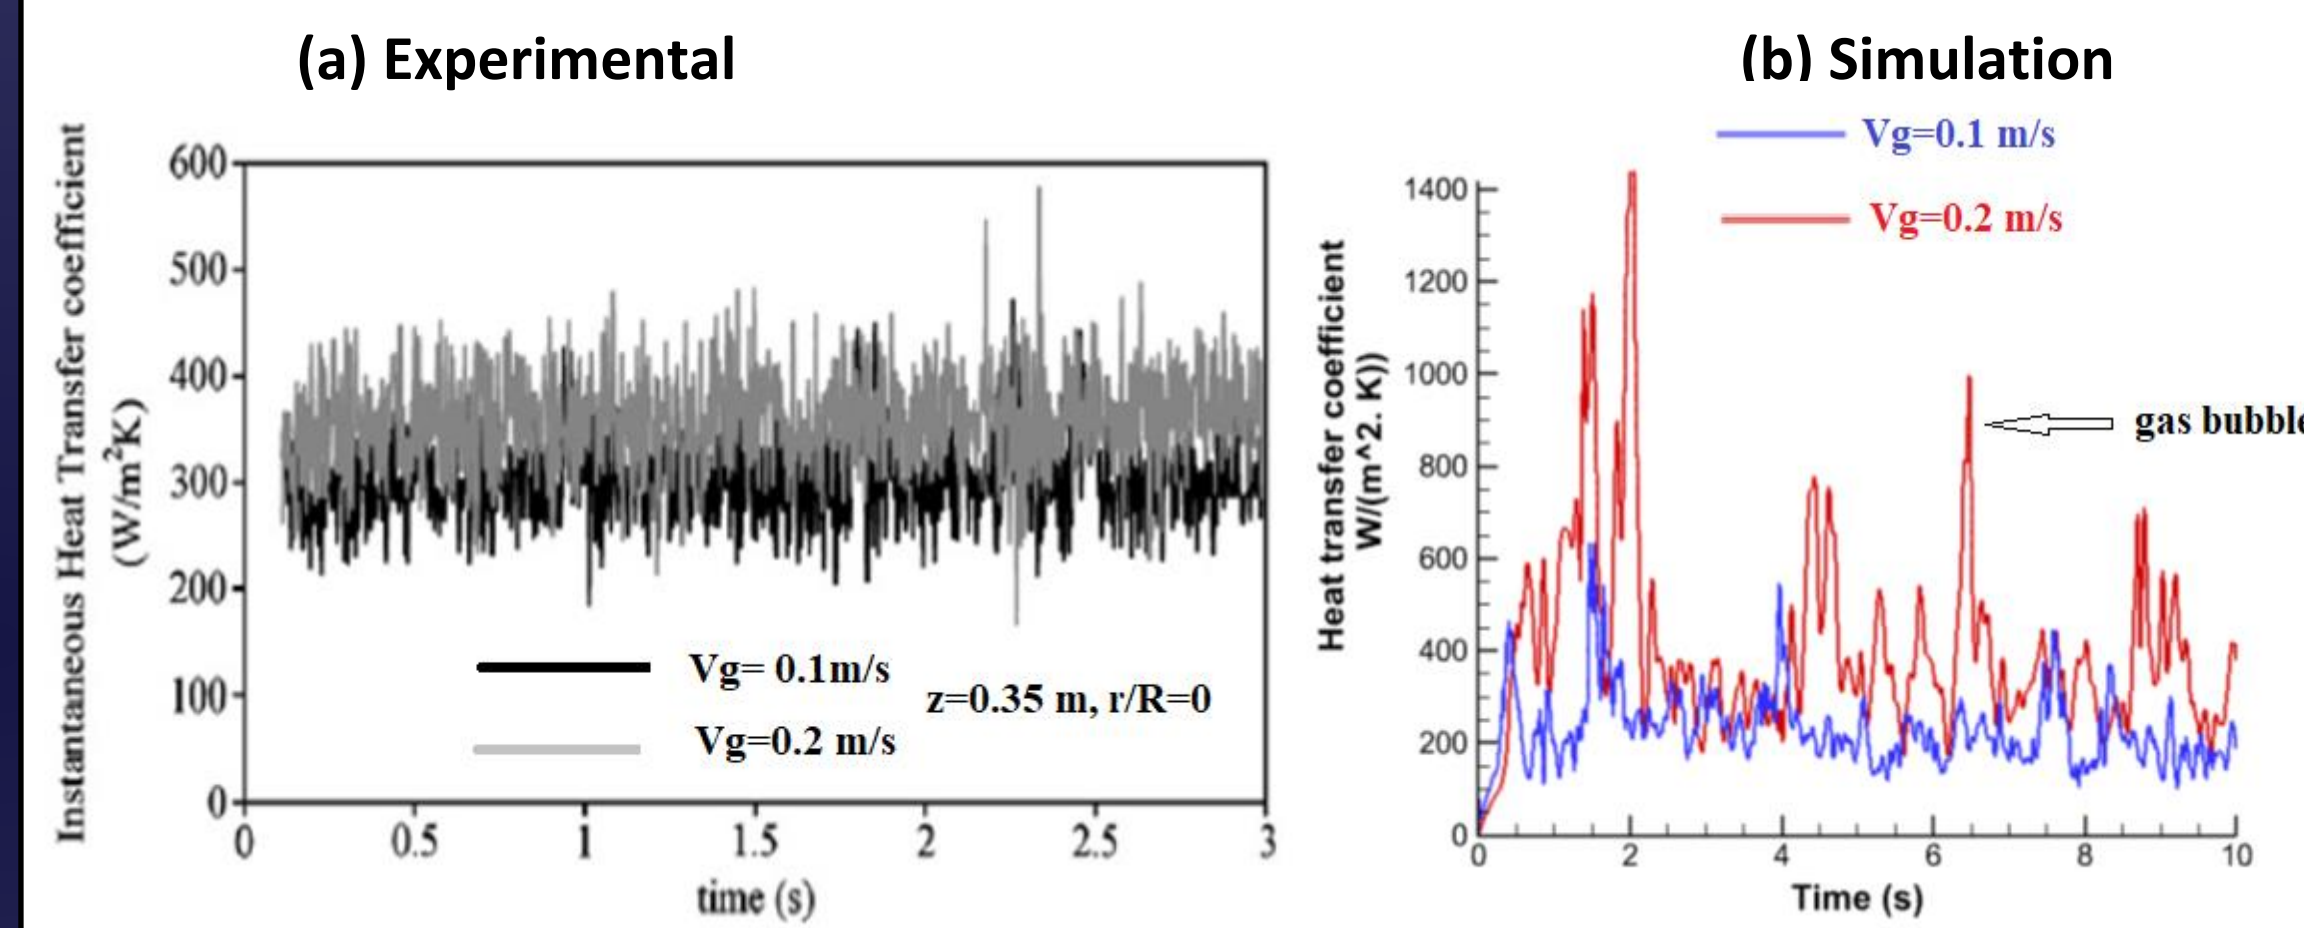 (a) Experimental
Instantaneous Heat Transfer coefficient
(W/m²K)
600
500
400
300
200
100
0
0
0.5
1
1.5
2
2.5
3
time (s)
Vg= 0.1m/s
Vg=0.2 m/s
z=0.35 m, r/R=0
(b) Simulation
Vg=0.1 m/s
Vg=0.2 m/s
Heat transfer coefficient
W/(m^2. K))
1400
1200
1000
800
600
400
200
0
0
2
4
6
8
10
Time (s)
gas bubble